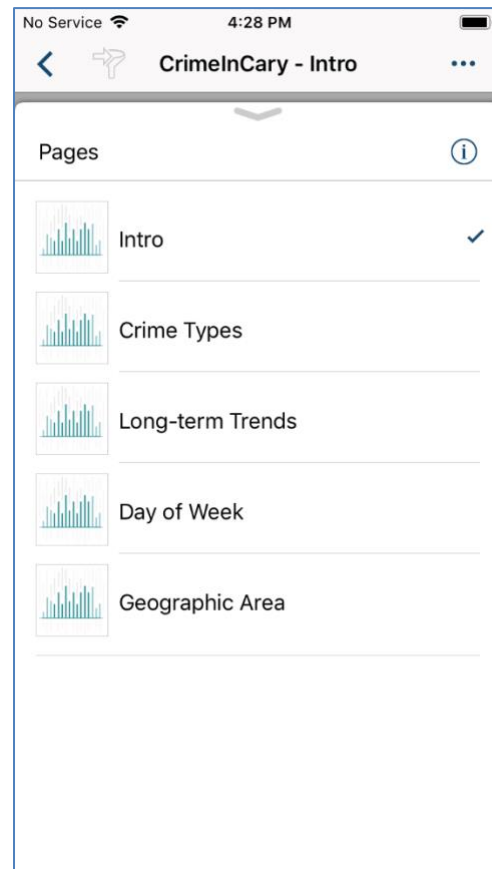 No Service 4:28 PM
CrimeInCary - Intro
Pages
Intro
Crime Types
Long-term Trends
Day of Week
Geographic Area